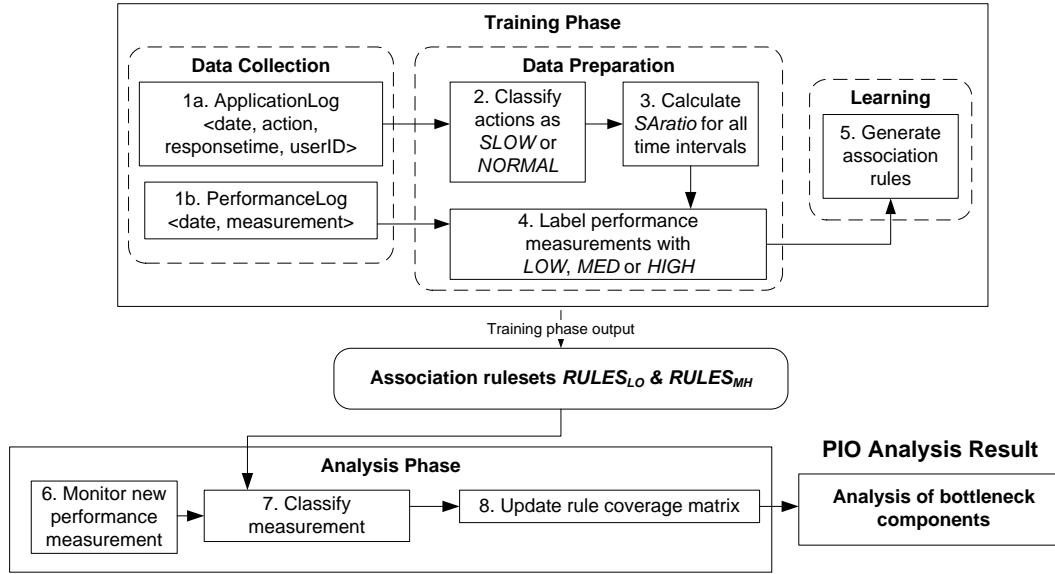 Training Phase
Data Collection
1a. ApplicationLog
<date, action,
responsetime, userID>
1b. PerformanceLog
<date, measurement>
Data Preparation
2. Classify
actions as
SLOW or
NORMAL
3. Calculate
SAratio for all
time intervals
4. Label performance
measurements with
LOW, MED or HIGH
Learning
5. Generate
association
rules
Training phase output
Association rulesets RULES_LO & RULES_MH
Analysis Phase
6. Monitor new
performance
measurement
7. Classify
measurement
8. Update rule coverage matrix
PIO Analysis Result
Analysis of bottleneck
components